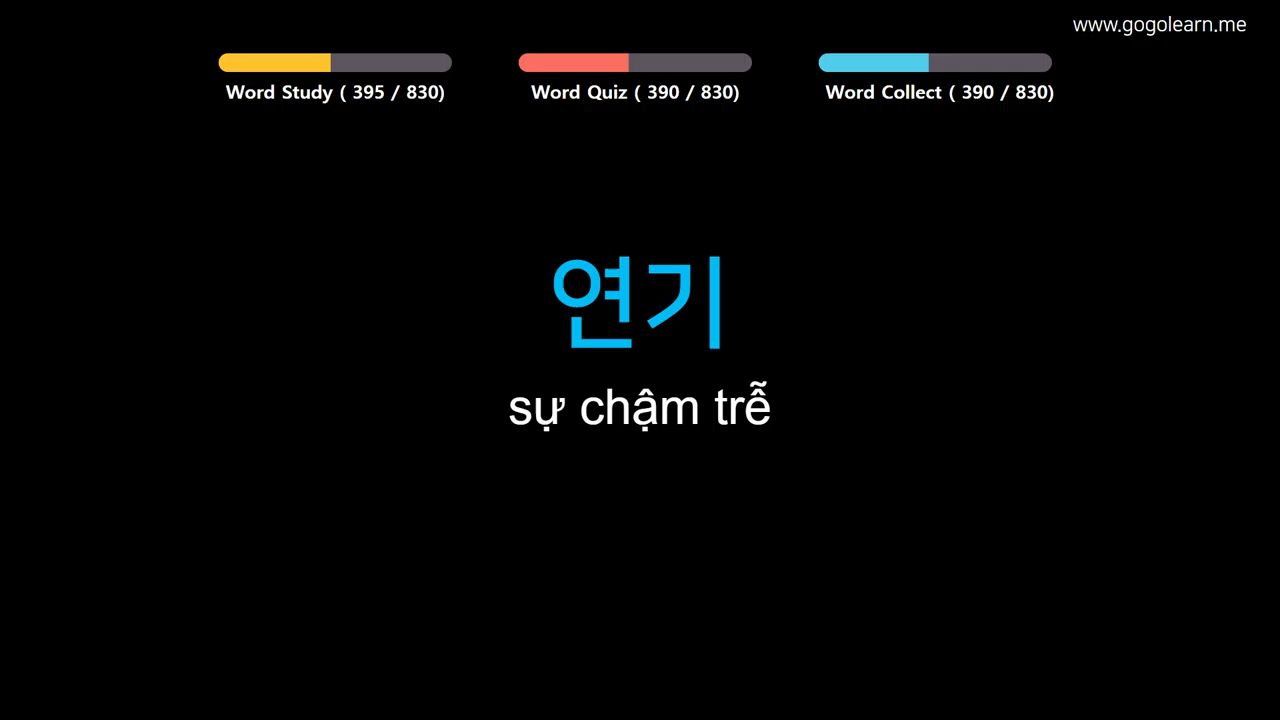 www.gogolearn.me
Word Study ( 395 / 830)
Word Quiz ( 390 / 830)
Word Collect ( 390 / 830)
연기
sự chậm trễ